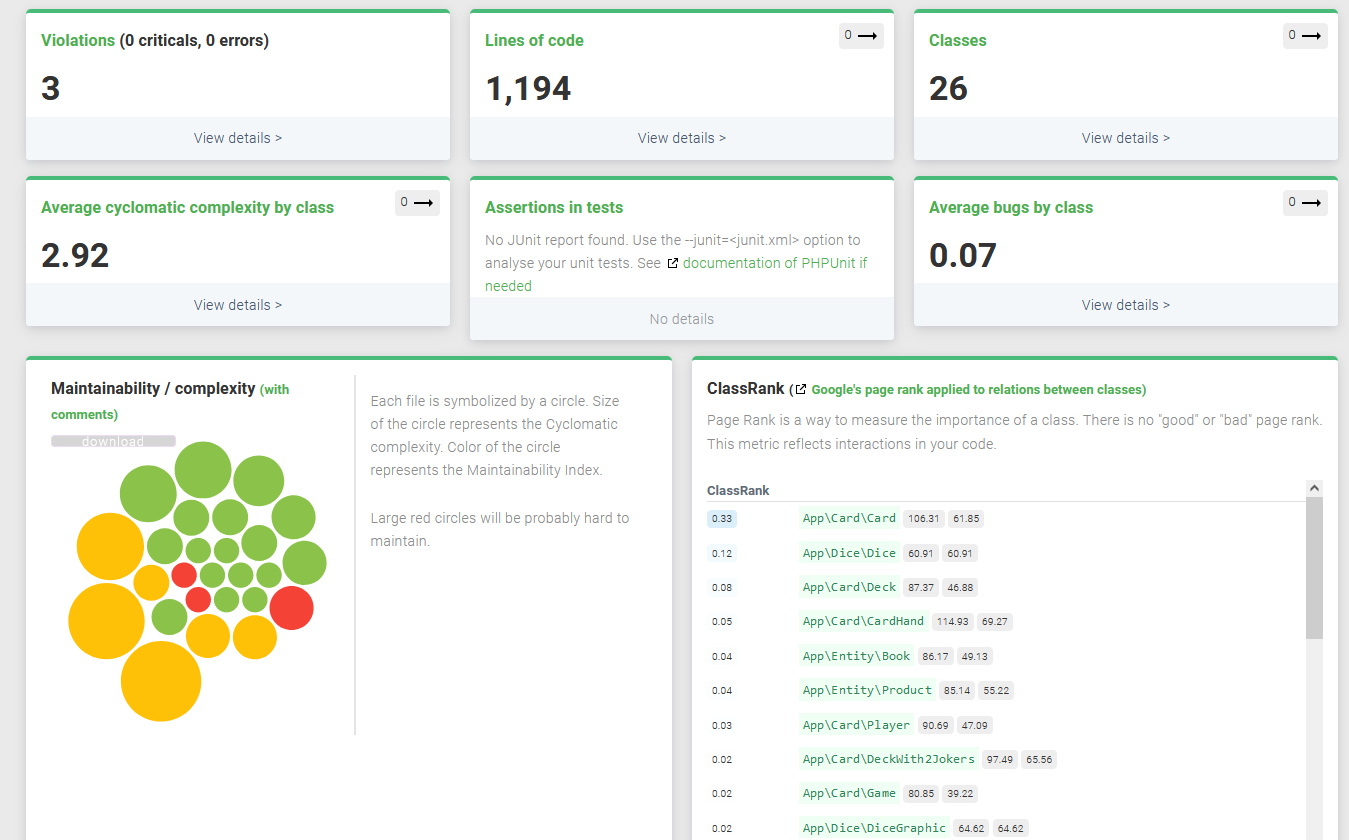 Violations (0 criticals, 0 errors)
3
View details >
Lines of code
0
1,194
View details >
Classes
0
26
View details >
Average cyclomatic complexity by class
0
2.92
View details >
Assertions in tests
No JUnit report found. Use the --junit=<junit.xml> option to
analyse your unit tests. See documentation of PHPUnit if
needed
No details
Average bugs by class
0
0.07
View details >
Maintainability / complexity (with
comments)
download
Each file is symbolized by a circle. Size
of the circle represents the Cyclomatic
complexity. Color of the circle
represents the Maintainability Index.
Large red circles will be probably hard to
maintain.
ClassRank (Google's page rank applied to relations between classes)
Page Rank is a way to measure the importance of a class. There is no "good" or "bad" page rank.
This metric reflects interactions in your code.
ClassRank
0.33 App\Card\Card 106.31 61.85
0.12 App\Dice\Dice 60.91 60.91
0.08 App\Card\Deck 87.37 46.88
0.05 App\Card\CardHand 114.93 69.27
0.04 App\Entity\Book 86.17 49.13
0.04 App\Entity\Product 85.14 55.22
0.03 App\Card\Player 90.69 47.09
0.02 App\Card\DeckWith2Jokers 97.49 65.56
0.02 App\Card\Game 80.85 39.22
0.02 App\Dice\DiceGraphic 64.62 64.62